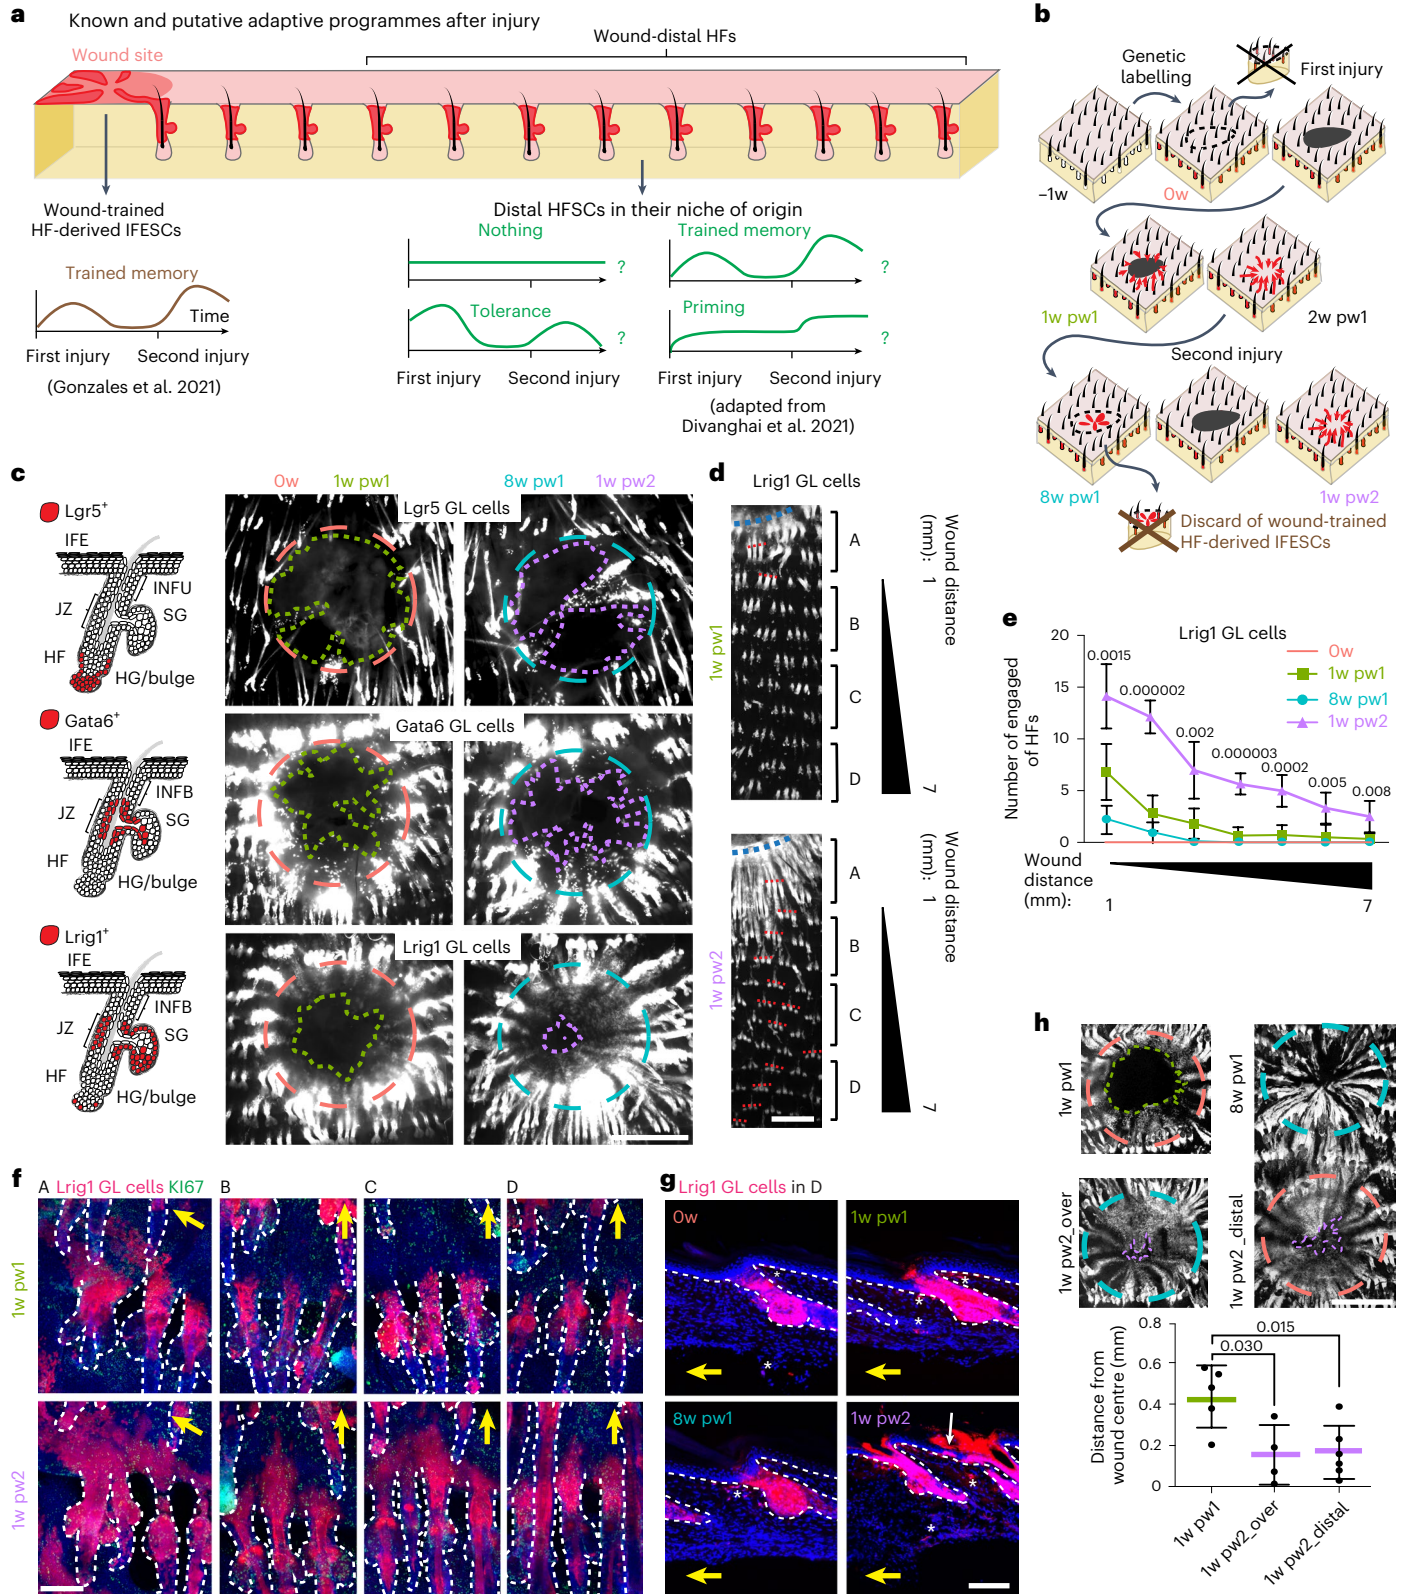 a
Known and putative adaptive programmes after injury
Wound site
Wound-distal HFs
Wound-trained
HF-derived IFESCs
Trained memory
Time
First injury
Second injury
(Gonzales et al. 2021)
Distal HFSCs in their niche of origin
Nothing
?
Trained memory
?
Tolerance
?
Priming
?
First injury
Second injury
First injury
Second injury
(adapted from
Divanghai et al. 2021)
b
Genetic
labelling
First injury
–1w
0w
1w pw1
2w pw1
Second injury
8w pw1
1w pw2
Discard of wound-trained
HF-derived IFESCs
c
0w
1w pw1
8w pw1
1w pw2
Lgr5+
IFE
INFU
JZ
SG
HF
HG/bulge
Lgr5 GL cells
Gata6+
IFE
INFB
JZ
SG
HF
HG/bulge
Gata6 GL cells
Lrig1+
IFE
INFB
JZ
SG
HF
HG/bulge
Lrig1 GL cells
d
Lrig1 GL cells
1w pw1
A
B
C
D
Wound distance
(mm):
1
7
1w pw2
A
B
C
D
Wound distance
(mm):
1
7
e
Lrig1 GL cells
Number of engaged
of HFs
20
15
10
5
0
0.0015
0.000002
0.002
0.000003
0.0002
0.005
0.008
0w
1w pw1
8w pw1
1w pw2
Wound
distance
(mm):
1
7
f
A
Lrig1 GL cells KI67
B
C
D
1w pw1
1w pw2
g
Lrig1 GL cells in D
0w
1w pw1
*
*
*
*
*
8w pw1
1w pw2
*
*
*
h
1w pw1
8w pw1
1w pw2_over
1w pw2_distal
Distance from
wound centre (mm)
0.8
0.6
0.4
0.2
0
0.015
0.030
1w pw1
1w pw2_over
1w pw2_distal